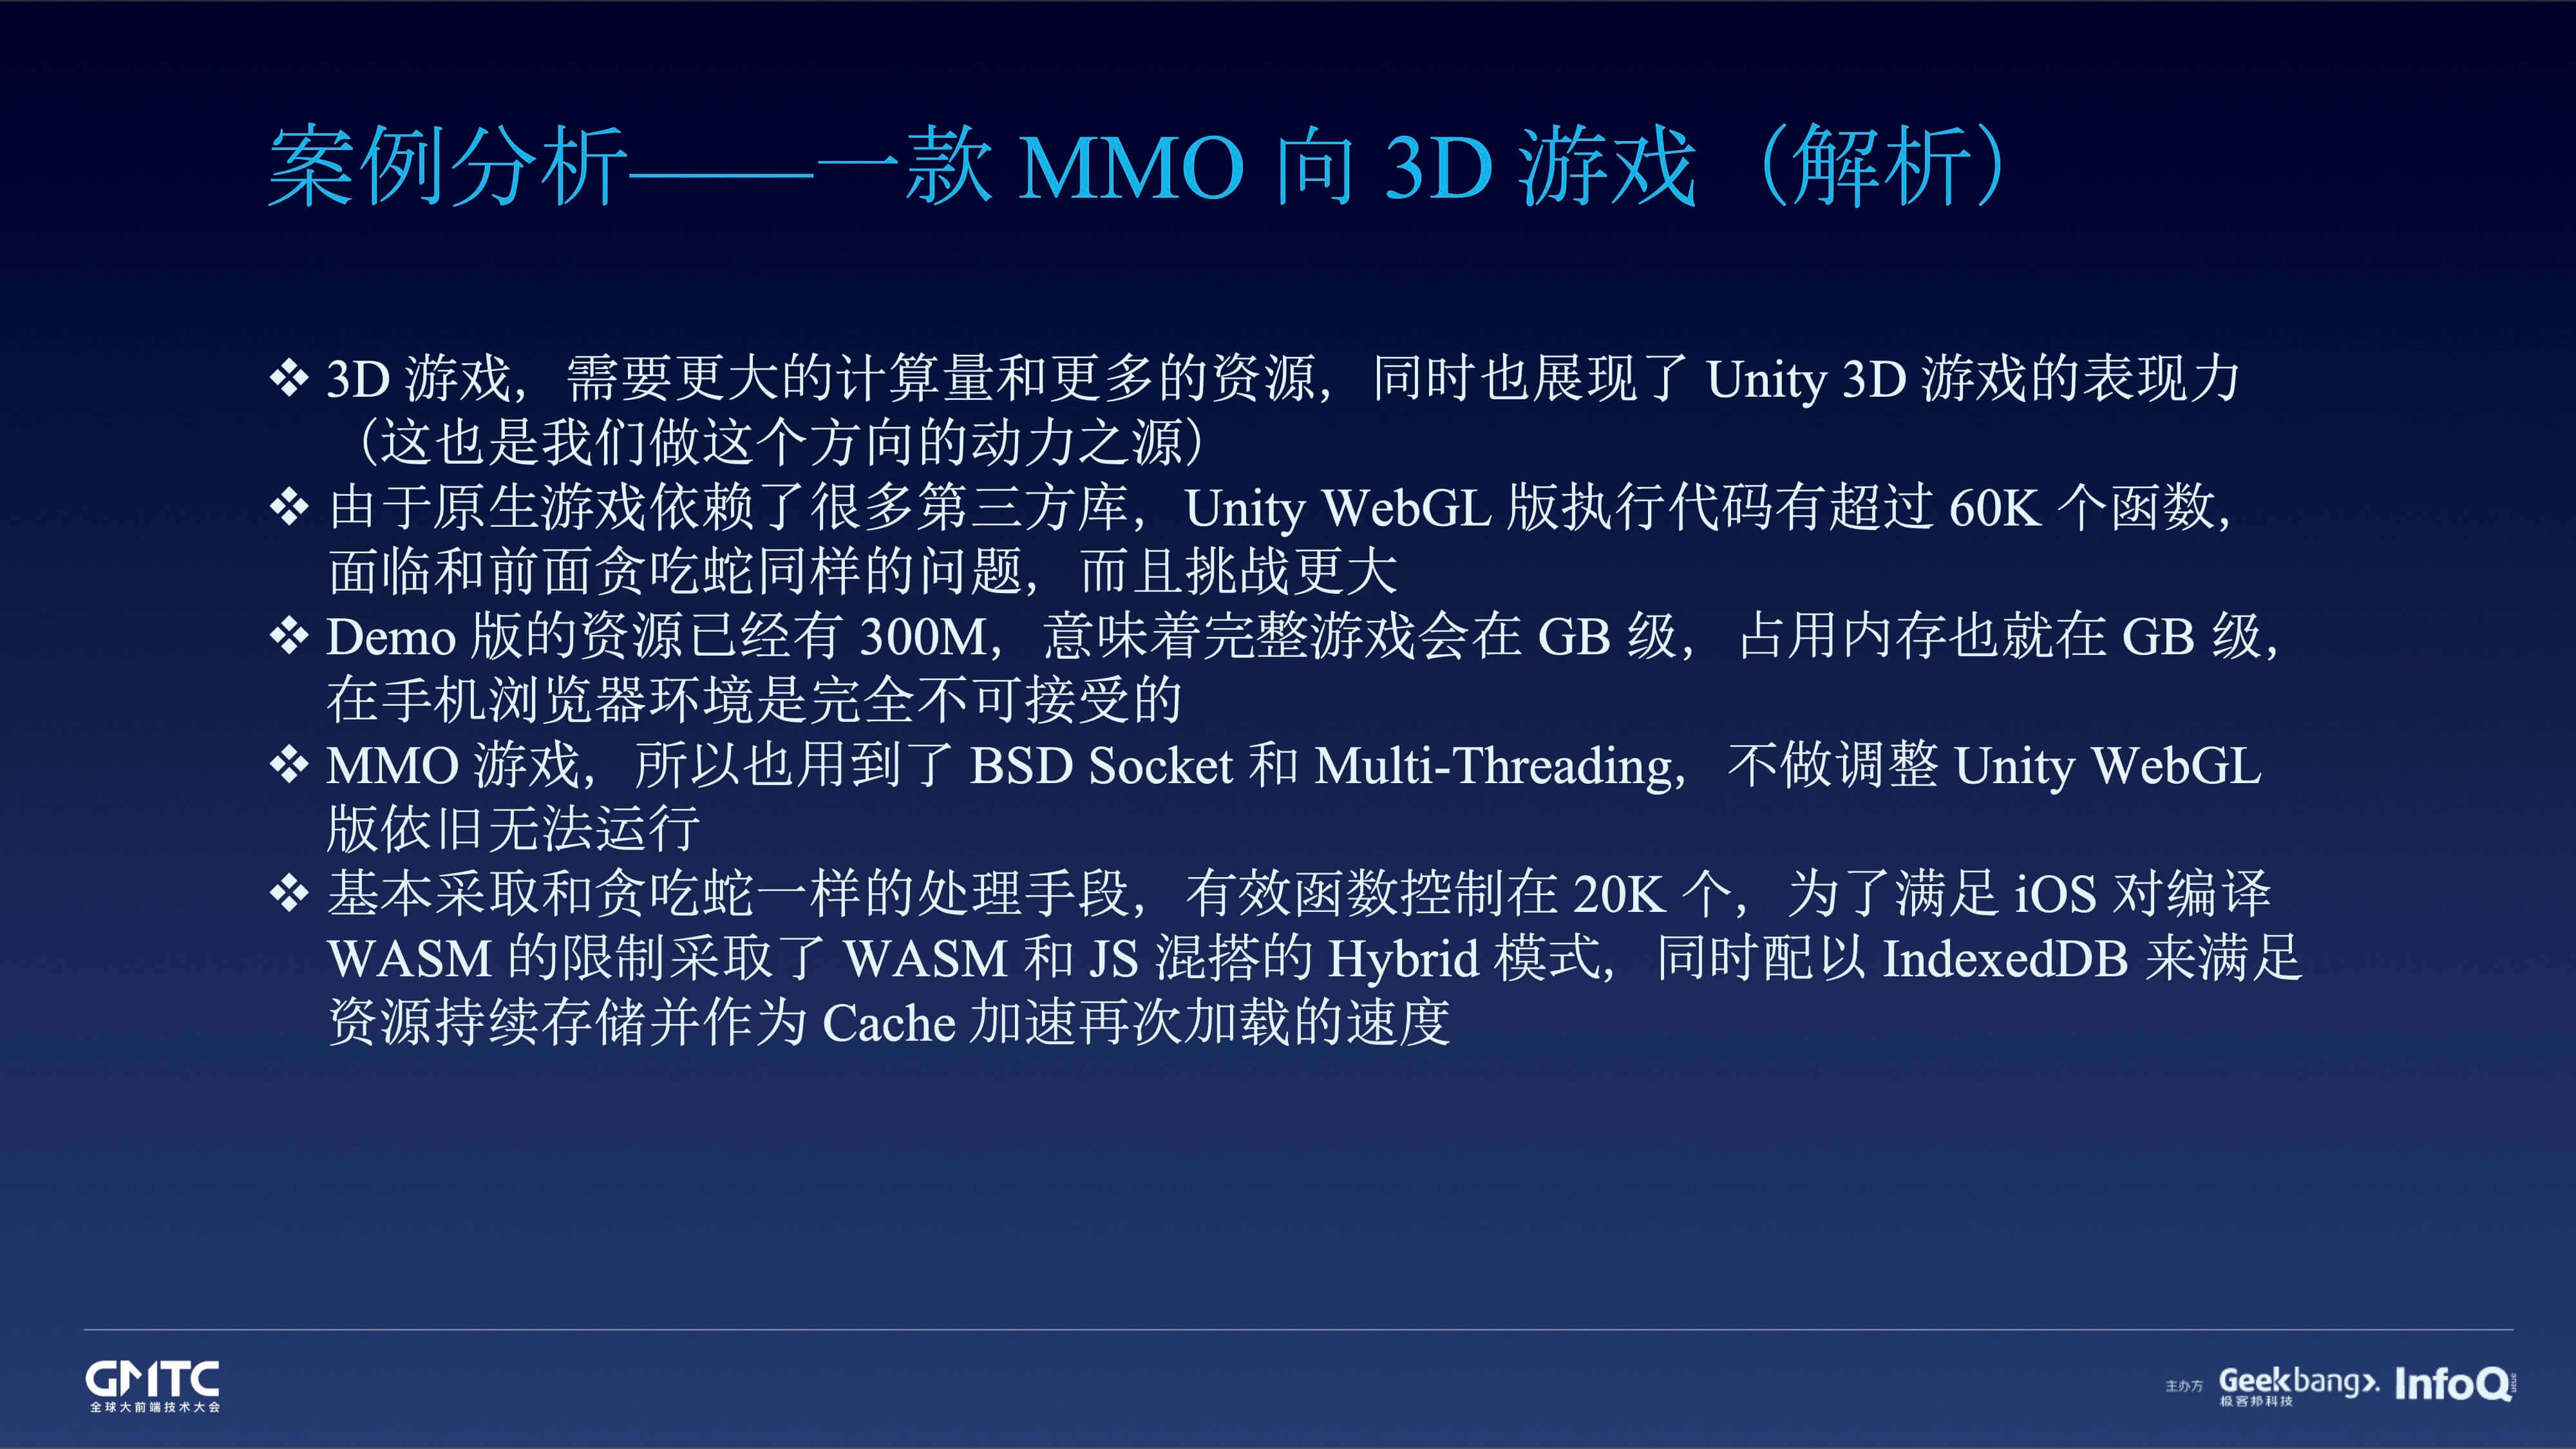 案例分析——一款 MMO 向 3D 游戏（解析）
❖ 3D 游戏，需要更大的计算量和更多的资源，同时也展现了 Unity 3D 游戏的表现力
（这也是我们做这个方向的动力之源）
❖ 由于原生游戏依赖了很多第三方库，Unity WebGL 版执行代码有超过 60K 个函数，
面临和前面贪吃蛇同样的问题，而且挑战更大
❖ Demo 版的资源已经有 300M，意味着完整游戏会在 GB 级，占用内存也就在 GB 级，
在手机浏览器环境是完全不可接受的
❖ MMO 游戏，所以也用到了 BSD Socket 和 Multi-Threading，不做调整 Unity WebGL
版依旧无法运行
❖ 基本采取和贪吃蛇一样的处理手段，有效函数控制在 20K 个，为了满足 iOS 对编译
WASM 的限制采取了 WASM 和 JS 混搭的 Hybrid 模式，同时配以 IndexedDB 来满足
资源持续存储并作为 Cache 加速再次加载的速度
GMTC
全球大前端技术大会
主办方
Geekbang>.
极客邦科技
InfoQ